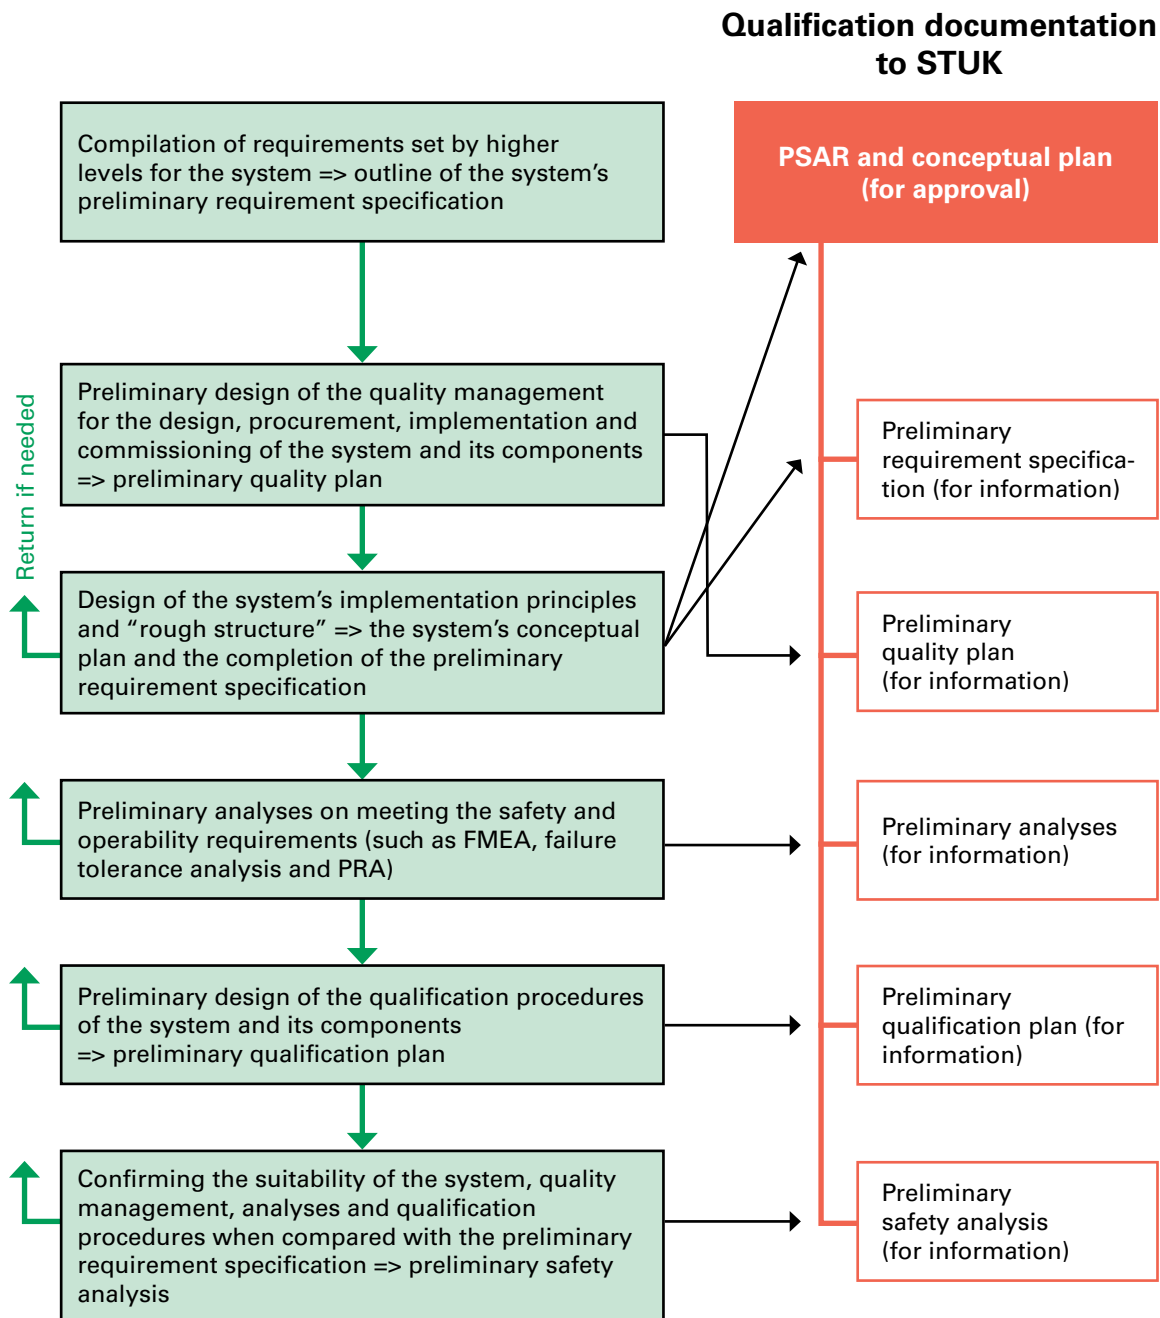 Qualification documentation
to STUK
Compilation of requirements set by higher
levels for the system => outline of the system’s
preliminary requirement specification
PSAR and conceptual plan
(for approval)
Return if needed
Preliminary design of the quality management
for the design, procurement, implementation and
commissioning of the system and its components
=> preliminary quality plan
Preliminary
requirement specifica-
tion (for information)
Design of the system’s implementation principles
and “rough structure” => the system’s conceptual
plan and the completion of the preliminary
requirement specification
Preliminary
quality plan
(for information)
Preliminary analyses on meeting the safety and
operability requirements (such as FMEA, failure
tolerance analysis and PRA)
Preliminary analyses
(for information)
Preliminary design of the qualification procedures
of the system and its components
=> preliminary qualification plan
Preliminary
qualification plan (for
information)
Confirming the suitability of the system, quality
management, analyses and qualification
procedures when compared with the preliminary
requirement specification => preliminary safety
analysis
Preliminary
safety analysis
(for information)